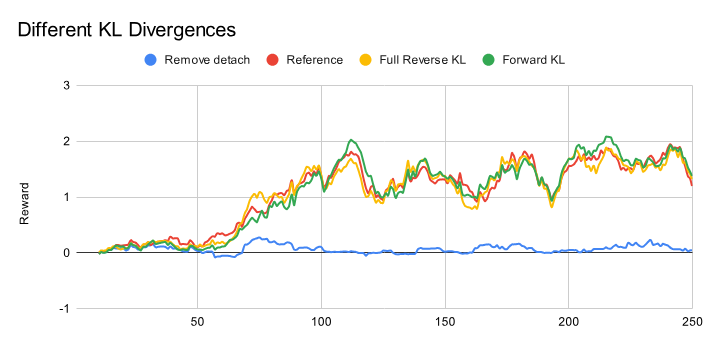 Different KL Divergences
Remove detach Reference Full Reverse KL Forward KL
3
2
1
0
-1
Reward
50 100 150 200 250